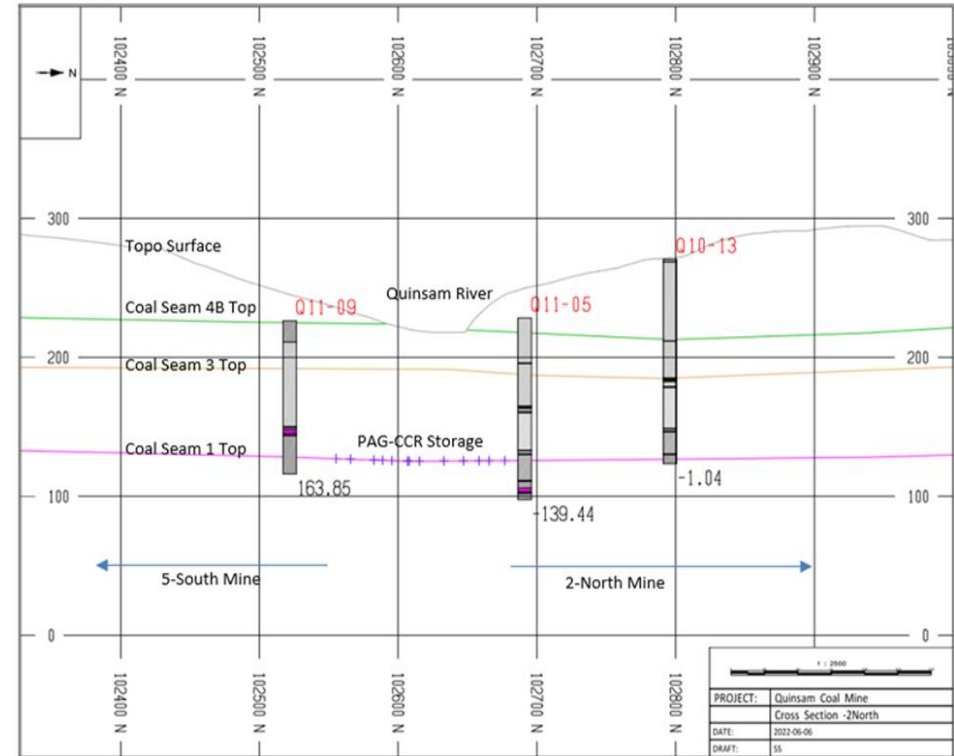 102400 N
102500 N
102600 N
102700 N
102800 N
102900 N
N
300
300
Topo Surface
Q10-13
Quinsam River
Coal Seam 4B Top
Q11-09
Q11-05
200
200
Coal Seam 3 Top
PAG-CCR Storage
Coal Seam 1 Top
163.85
-1.04
100
100
-139.44
5-South Mine
2-North Mine
0
0
102400 N
102500 N
102600 N
102700 N
102800 N
1 : 2500
PROJECT: Quinsam Coal Mine
Cross Section -2North
DATE: 2022-06-06
DRAFT: SS